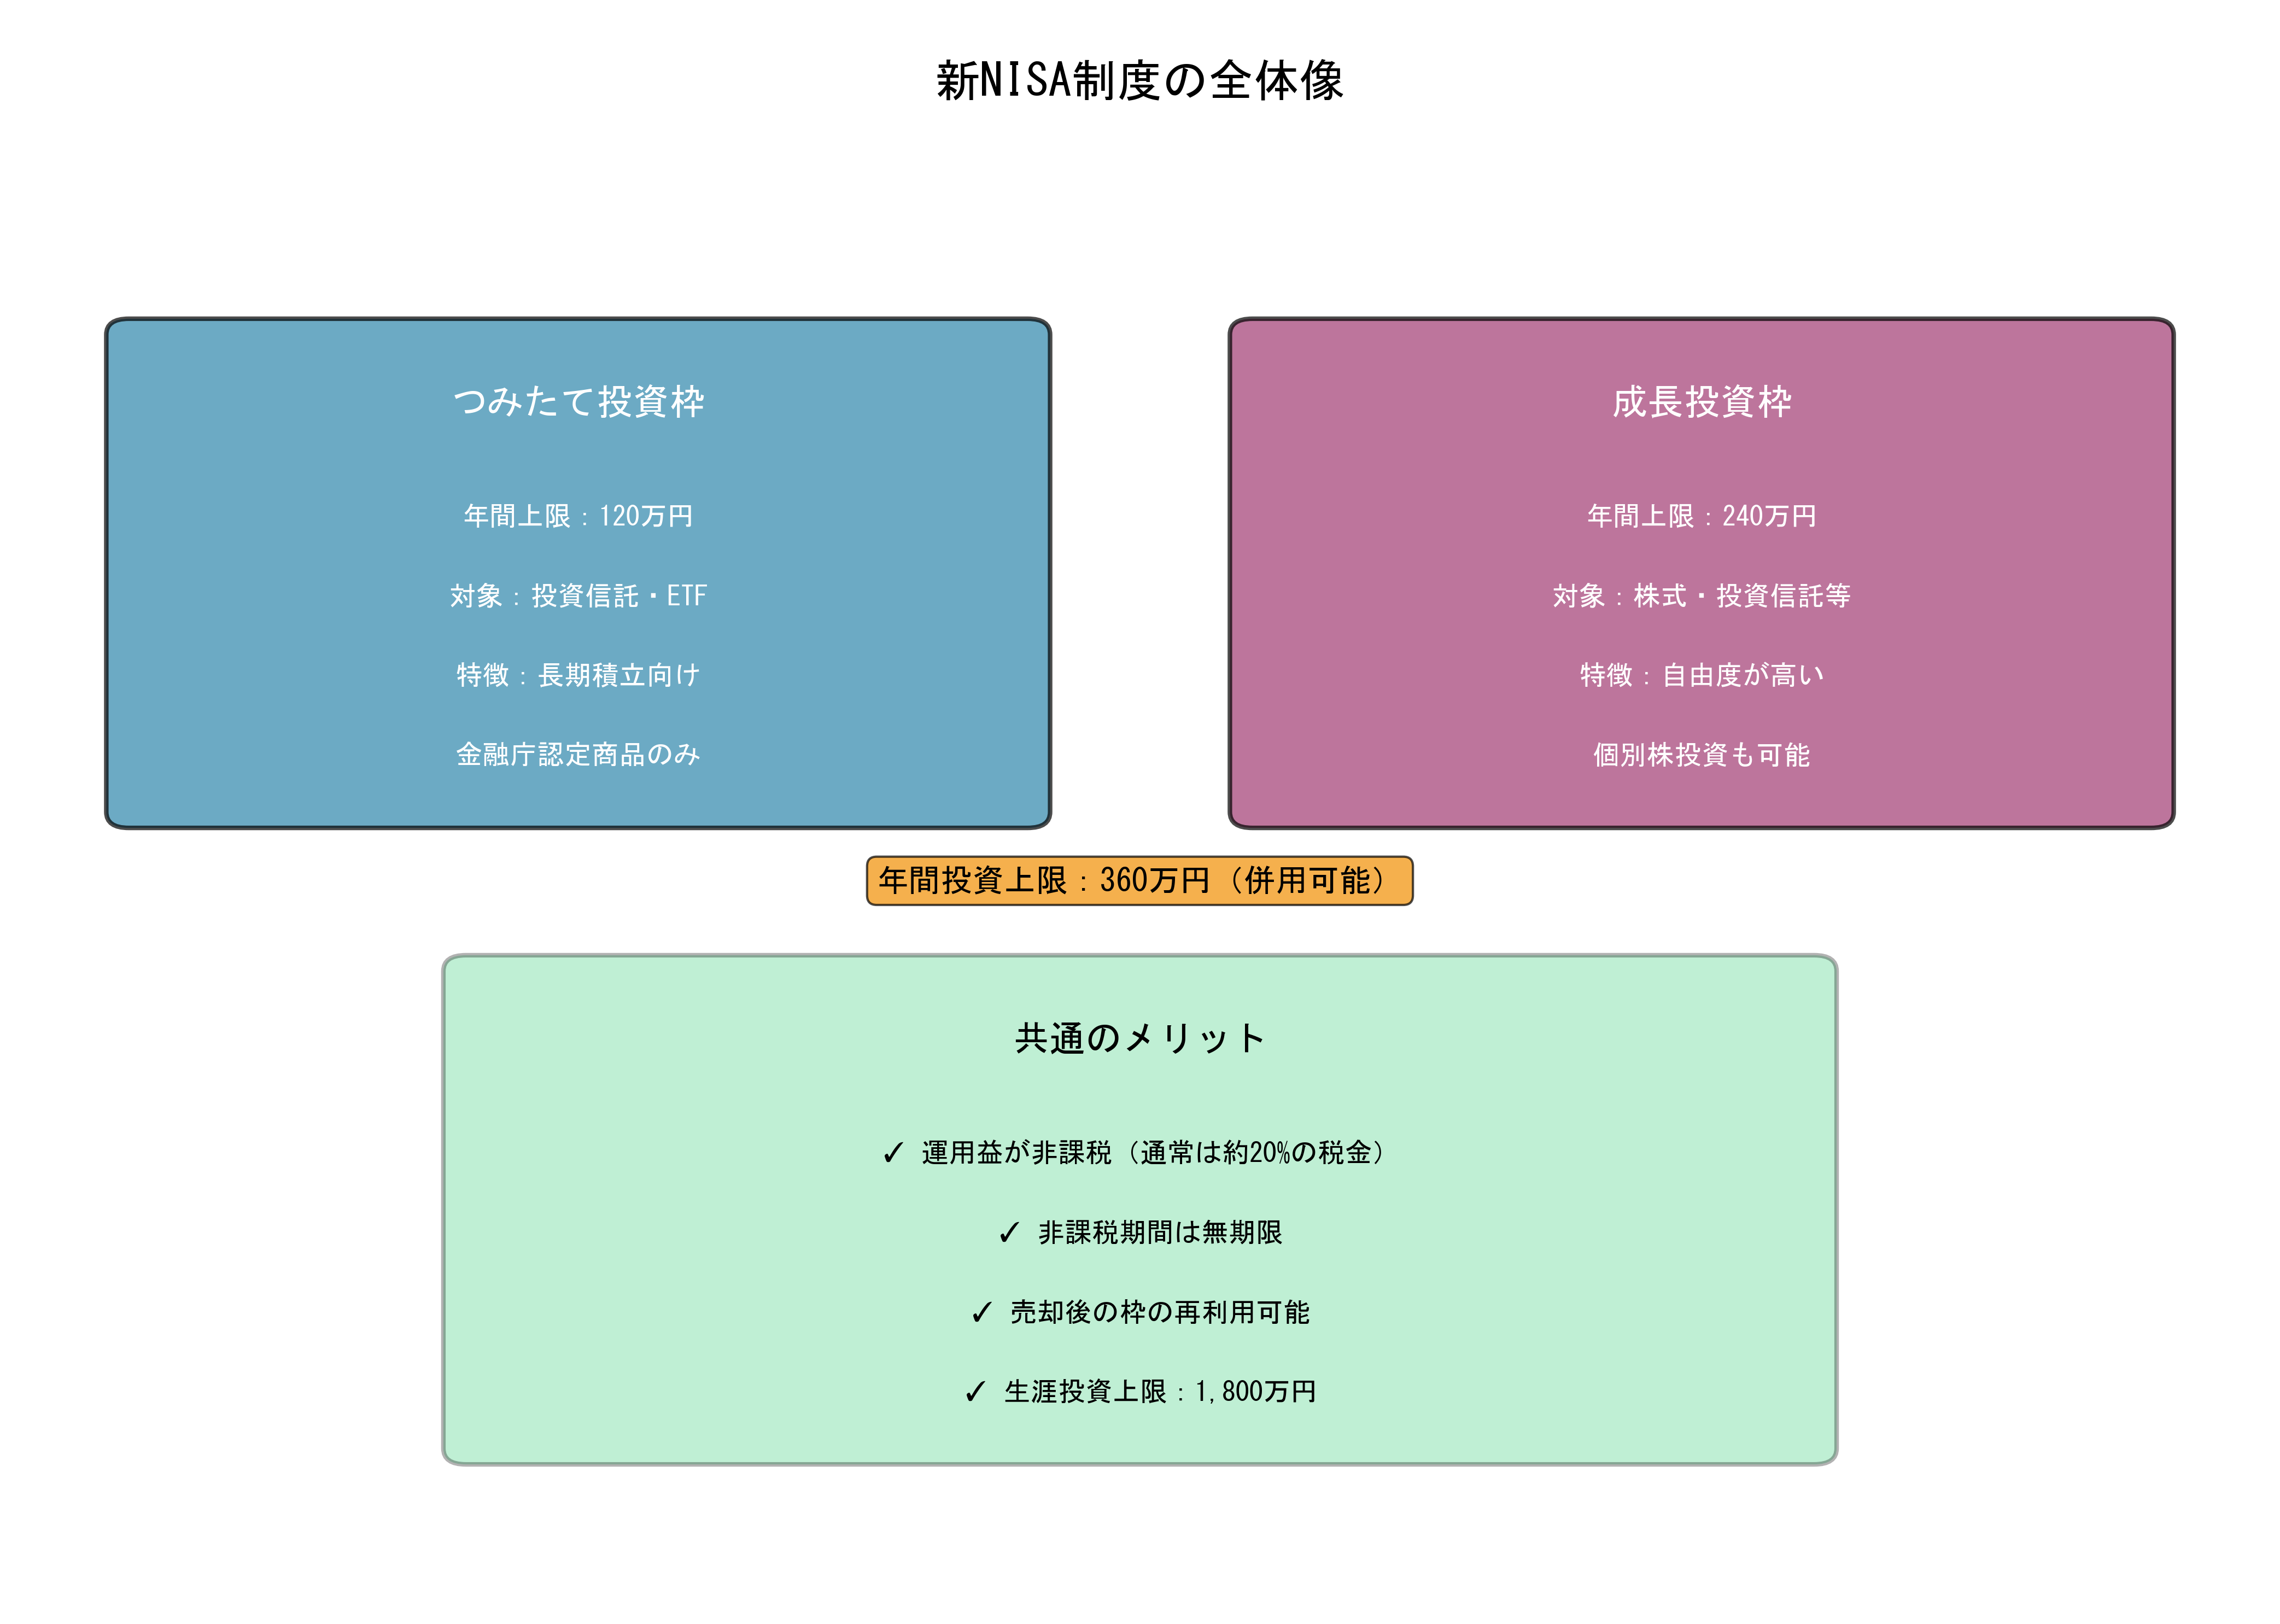 新NISA制度の全体像
つみたて投資枠
年間上限：120万円
対象：投資信託・ETF
特徴：長期積立向け
金融庁認定商品のみ
成長投資枠
年間上限：240万円
対象：株式・投資信託等
特徴：自由度が高い
個別株投資も可能
年間投資上限：360万円（併用可能）
共通のメリット
✓ 運用益が非課税（通常は約20%の税金）
✓ 非課税期間は無期限
✓ 売却後の枠の再利用可能
✓ 生涯投資上限：1,800万円